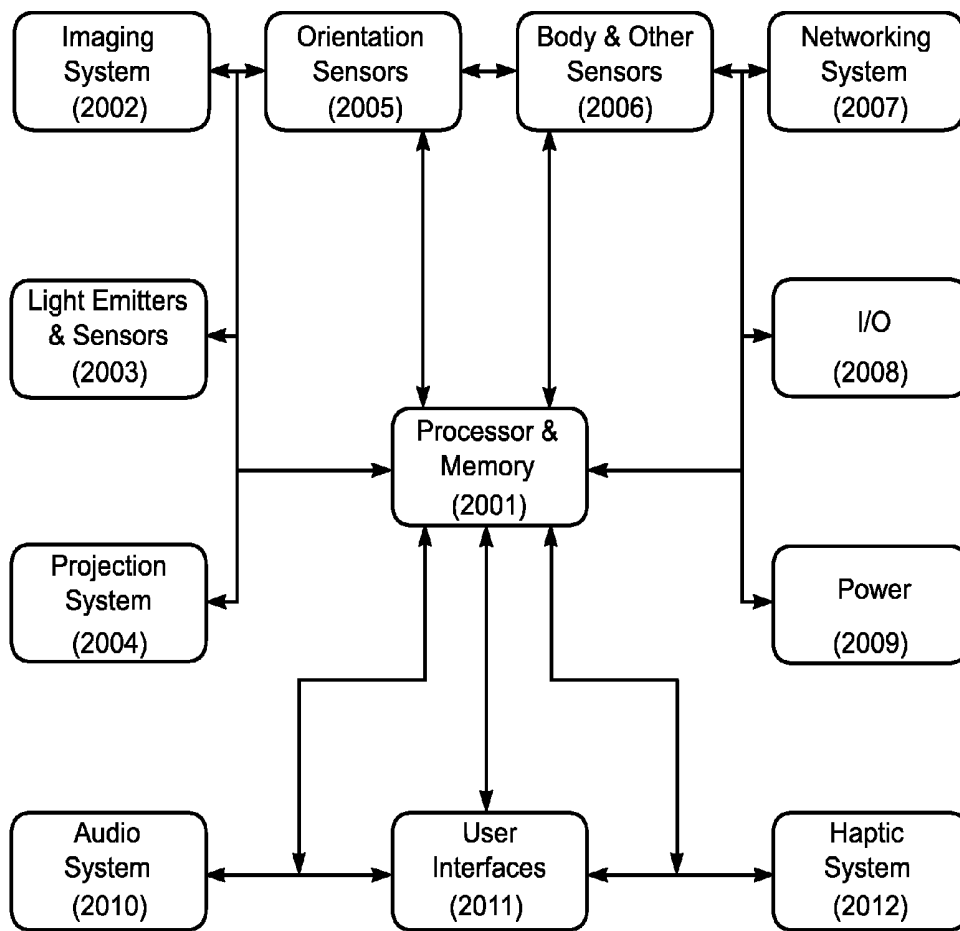 Imaging
System
(2002)
Orientation
Sensors
(2005)
Body & Other
Sensors
(2006)
Networking
System
(2007)
Light Emitters
& Sensors
(2003)
I/O
(2008)
Processor &
Memory
(2001)
Projection
System
(2004)
Power
(2009)
Audio
System
(2010)
User
Interfaces
(2011)
Haptic
System
(2012)